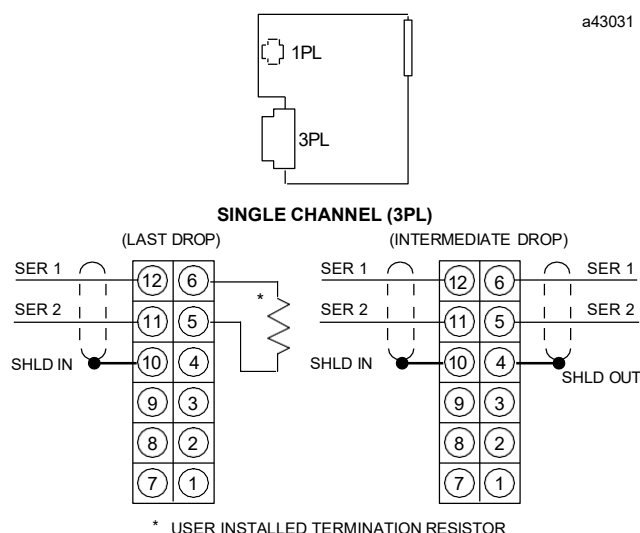 a43031
1PL
3PL
SINGLE CHANNEL (3PL)
(LAST DROP)
(INTERMEDIATE DROP)
SER 1 12 6 *
SER 2 11 5
SHLD IN 10 4
9 3
8 2
7 1
SER 1 12 6 SER 1
SER 2 11 5 SER 2
SHLD IN 10 4 SHLD OUT
9 3
8 2
7 1
* USER INSTALLED TERMINATION RESISTOR